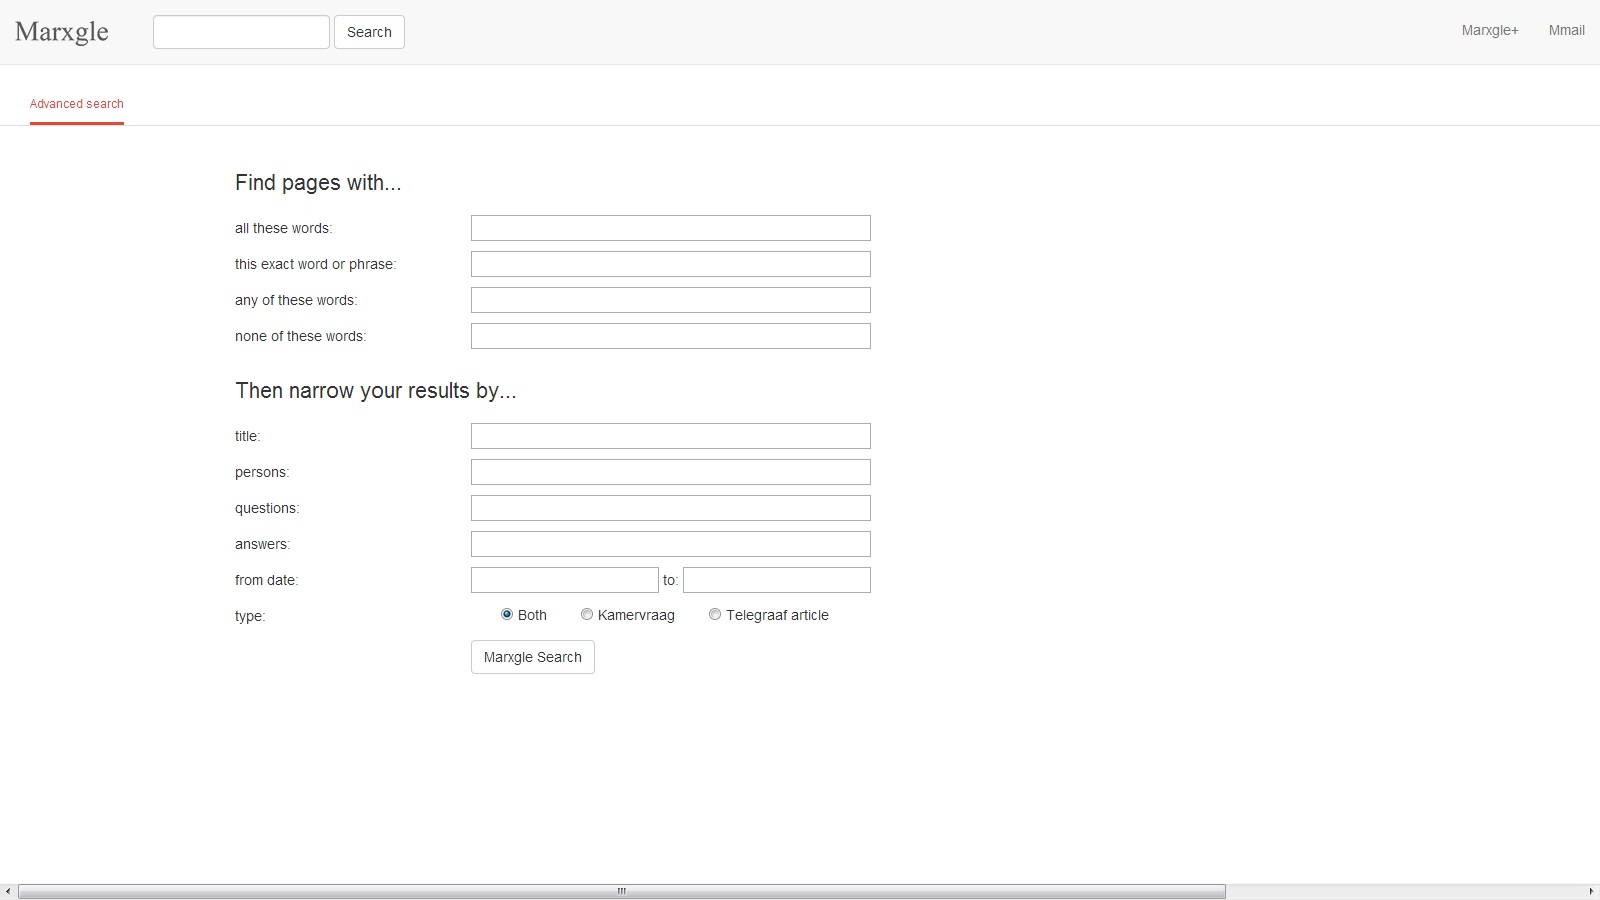 Marxgle Search Marxgle+ Mmail
Advanced search
Find pages with...
all these words:
this exact word or phrase:
any of these words:
none of these words:
Then narrow your results by...
title:
persons:
questions:
answers:
from date: to:
type: Both Kamervraag Telegraaf article
Marxgle Search